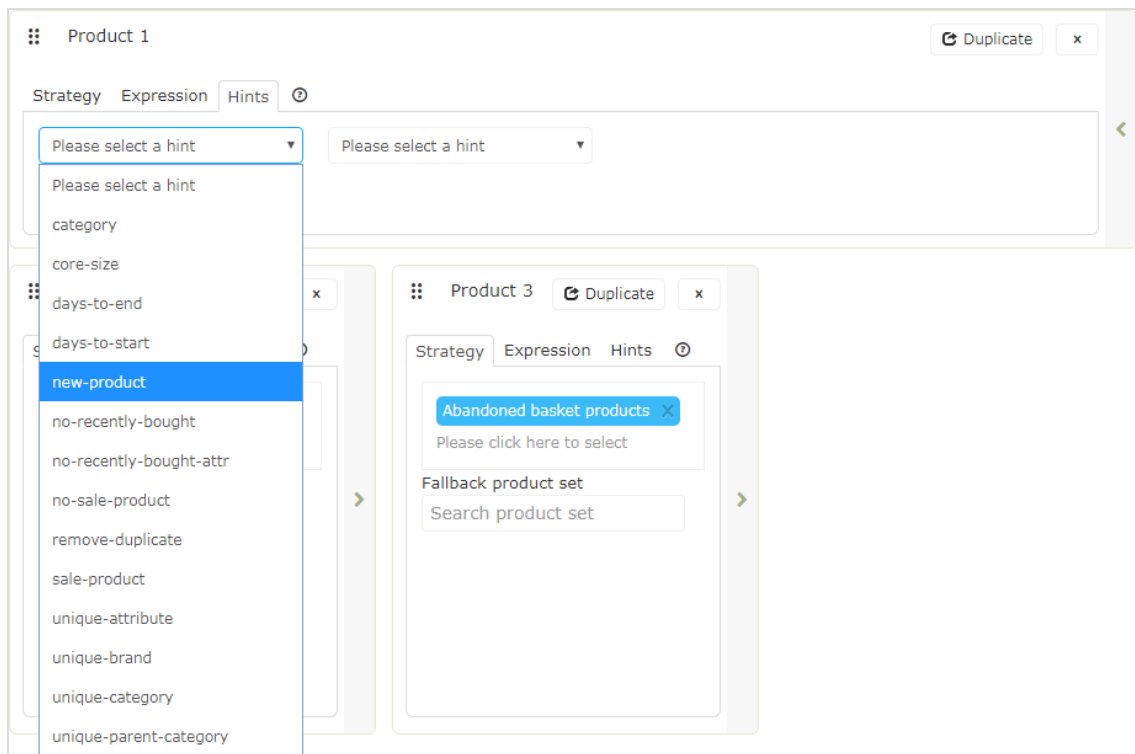 Product 1
Duplicate
x
Strategy Expression Hints ?
Please select a hint ▼
Please select a hint ▼
Please select a hint
category
core-size
days-to-end
days-to-start
new-product
no-recently-bought
no-recently-bought-attr
no-sale-product
remove-duplicate
sale-product
unique-attribute
unique-brand
unique-category
unique-parent-category
x
Product 3
Duplicate
x
Strategy Expression Hints ?
Abandoned basket products X
Please click here to select
Fallback product set
Search product set